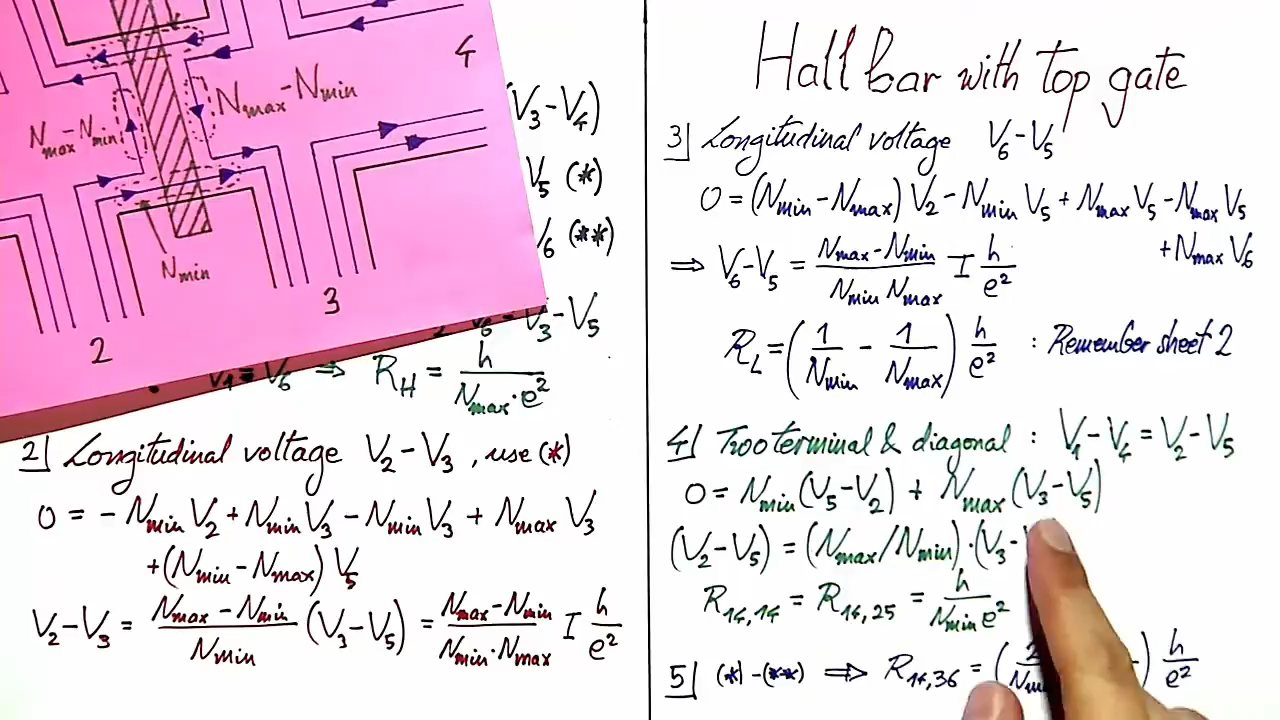 4
N_max - N_min
N_max - N_min
N_min
3
2
(V_3 - V_4)
V_5 (*)
V_6 (**)
V_3 - V_5
V_1 = V_6 ⇒ R_H = h / (N_max · e²)
2) Longitudinal voltage V_2 - V_3, use (*)
0 = - N_min V_2 + N_min V_3 - N_min V_3 + N_max V_3
+ (N_min - N_max) V_5
V_2 - V_3 = (N_max - N_min) / N_min (V_3 - V_5) = (N_max - N_min) / (N_min · N_max) I h/e²
Hall bar with top gate
3) Longitudinal voltage V_6 - V_5
0 = (N_min - N_max) V_2 - N_min V_5 + N_max V_5 - N_max V_5
+ N_max V_6
⇒ V_6 - V_5 = (N_max - N_min) / (N_min N_max) I h/e²
R_L = (1/N_min - 1/N_max) h/e² : Remember sheet 2
4) Two terminal & diagonal : V_1 - V_4 = V_2 - V_5
0 = N_min (V_5 - V_2) + N_max (V_3 - V_5)
(V_2 - V_5) = (N_max / N_min) · (V_3 -
R_14,14 = R_14,25 = h / (N_min e²)
5) (*) - (**) ⇒ R_14,36 = ( ) h/e²